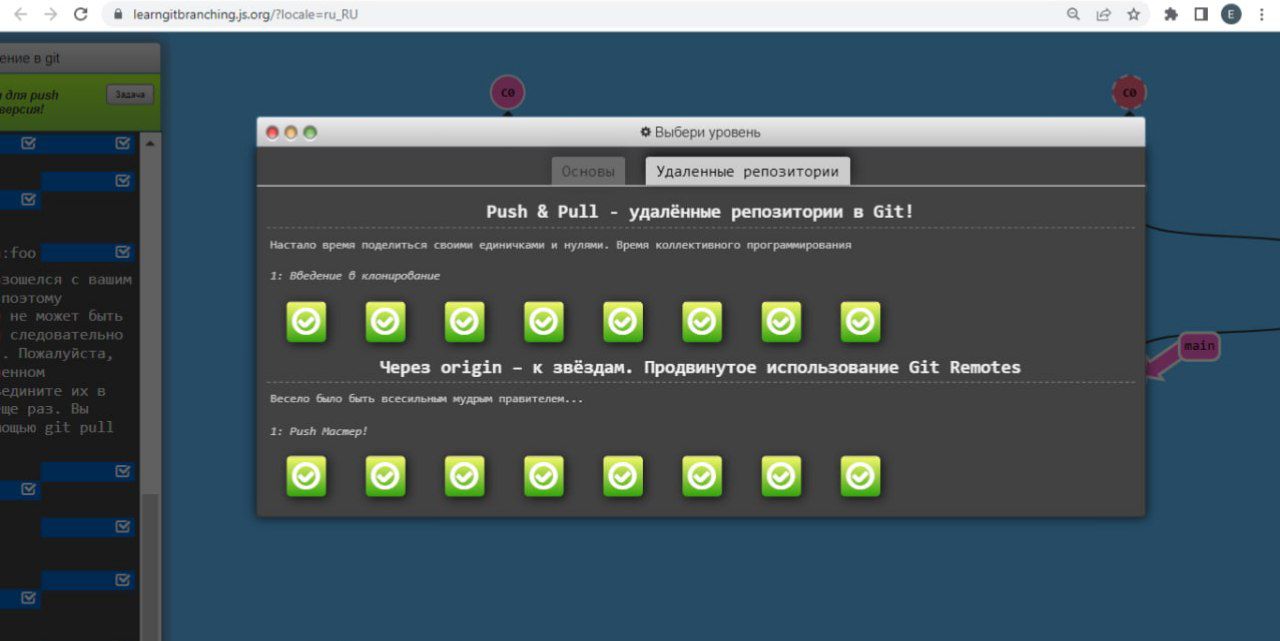 learngitbranching.js.org/?locale=ru_RU
E
ение в git
для push
версия!
Задача
C0
C0
Выбери уровень
Основы
Удаленные репозитории
Push & Pull - удалённые репозитории в Git!
Настало время поделиться своими единичками и нулями. Время коллективного программирования
1: Введение в клонирование
Через origin – к звёздам. Продвинутое использование Git Remotes
Весело было быть всесильным мудрым правителем...
1: Push Мастер!
:foo
зошелся с вашим
поэтому
не может быть
следовательно
. Пожалуйста,
енном
едините их в
ще раз. Вы
ощью git pull
main